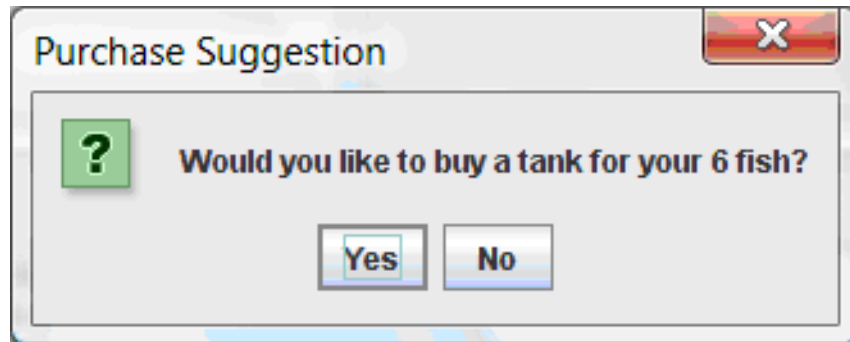 Purchase Suggestion
Would you like to buy a tank for your 6 fish?
Yes No